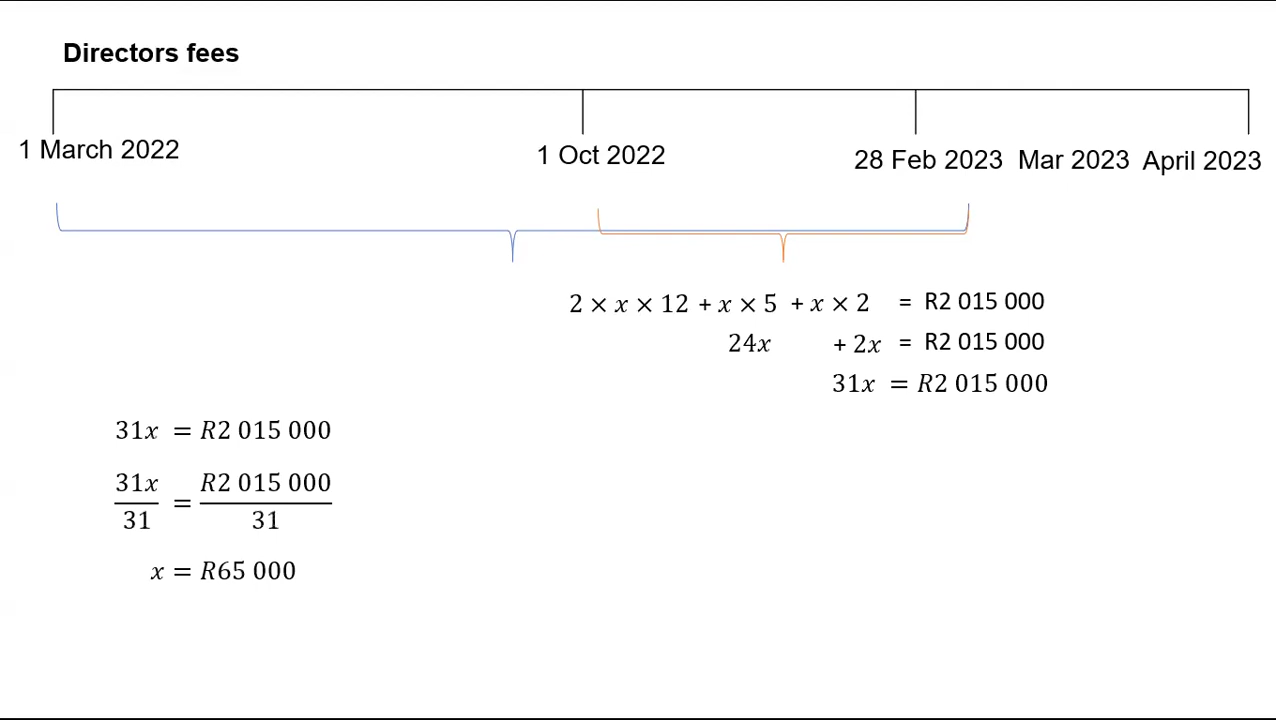 Directors fees
1 March 2022
1 Oct 2022
28 Feb 2023 Mar 2023 April 2023
2 × x × 12 + x × 5 + x × 2 = R2 015 000
24x + 2x = R2 015 000
31x = R2 015 000
31x = R2 015 000
31x/31 = R2 015 000/31
x = R65 000